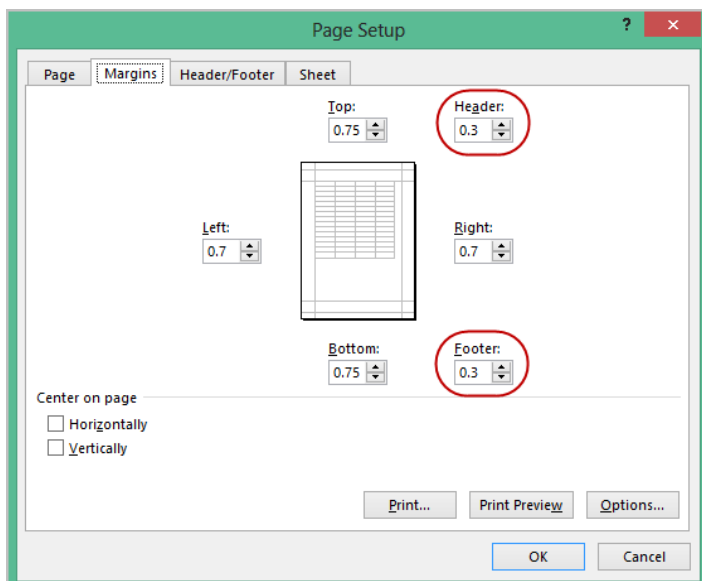 Page Setup
? ×
Page Margins Header/Footer Sheet
Top: Header:
0.75 0.3
Left: Right:
0.7 0.7
Bottom: Footer:
0.75 0.3
Center on page
Horizontally
Vertically
Print... Print Preview Options...
OK Cancel